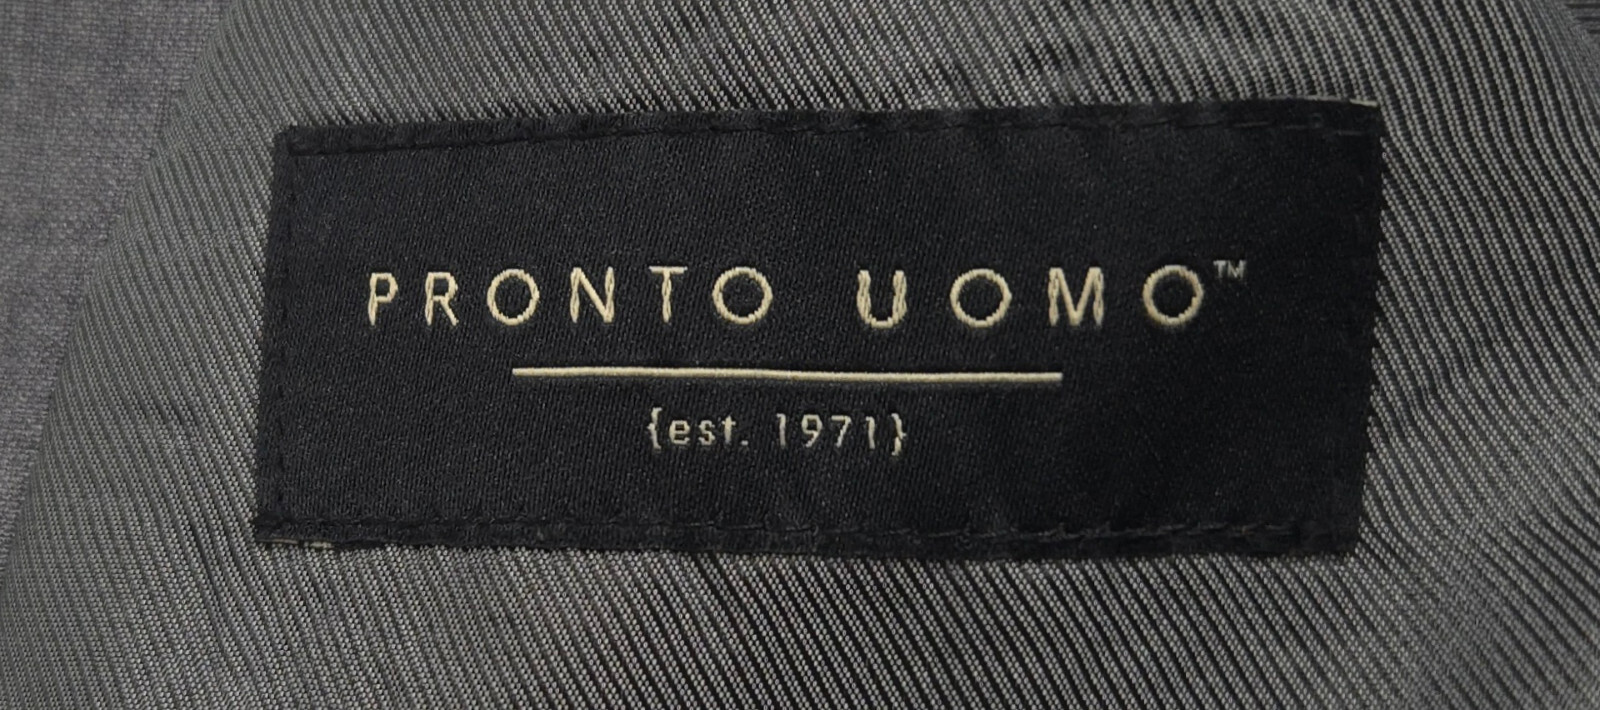 PRONTO UOMO™
{est. 1971}